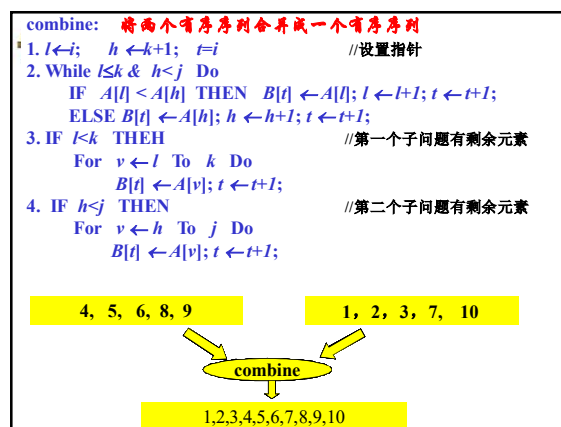 combine: 将两个有序序列合并成一个有序序列
1. l←i; h←k+1; t=i //设置指针
2. While l≤k & h<j Do
IF A[l] < A[h] THEN B[t] ←A[l]; l ←l+1; t ←t+1;
ELSE B[t] ←A[h]; h ←h+1; t ←t+1;
3. IF l<k THEH //第一个子问题有剩余元素
For v ←l To k Do
B[t] ←A[v]; t ←t+1;
4. IF h<j THEN //第二个子问题有剩余元素
For v ←h To j Do
B[t] ←A[v]; t ←t+1;
4, 5, 6, 8, 9 1，2，3，7, 10
combine
1,2,3,4,5,6,7,8,9,10